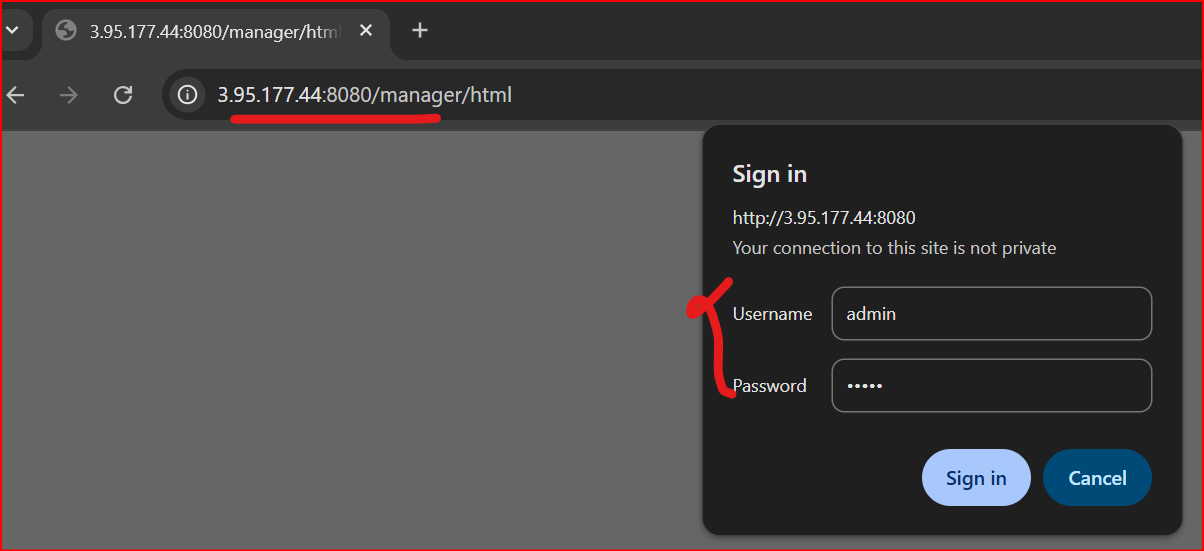 3.95.177.44:8080/manager/html
3.95.177.44:8080/manager/html
Sign in
http://3.95.177.44:8080
Your connection to this site is not private
Username admin
Password •••••
Sign in Cancel